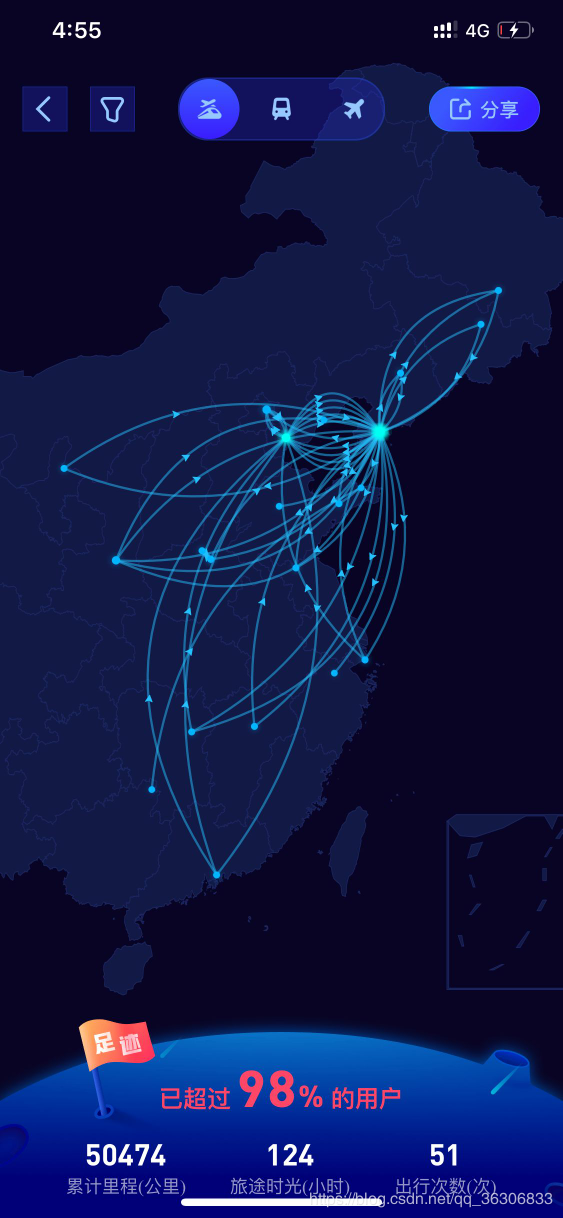 4:55
4G
分享
足迹
已超过 98% 的用户
50474 124 51
累计里程(公里) 旅途时光(小时) 出行次数(次)
https://blog.csdn.net/qq_36306833